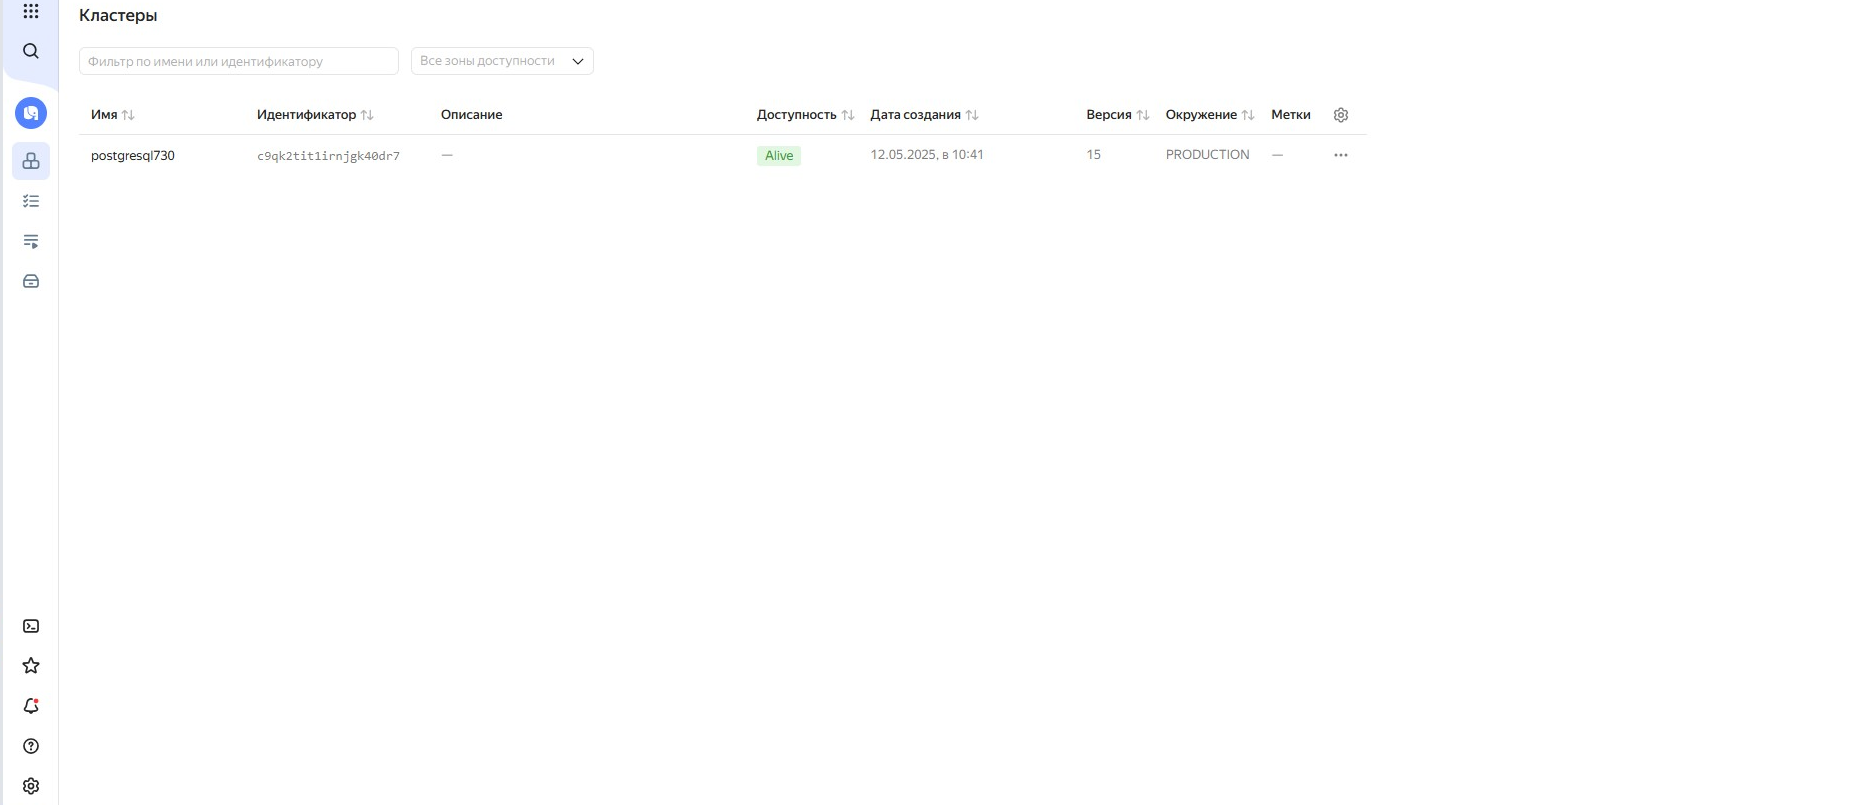 Кластеры
Фильтр по имени или идентификатору Все зоны доступности
Имя Идентификатор Описание Доступность Дата создания Версия Окружение Метки
postgresql730 c9qk2tit1irnjgk40dr7 — Alive 12.05.2025, в 10:41 15 PRODUCTION —